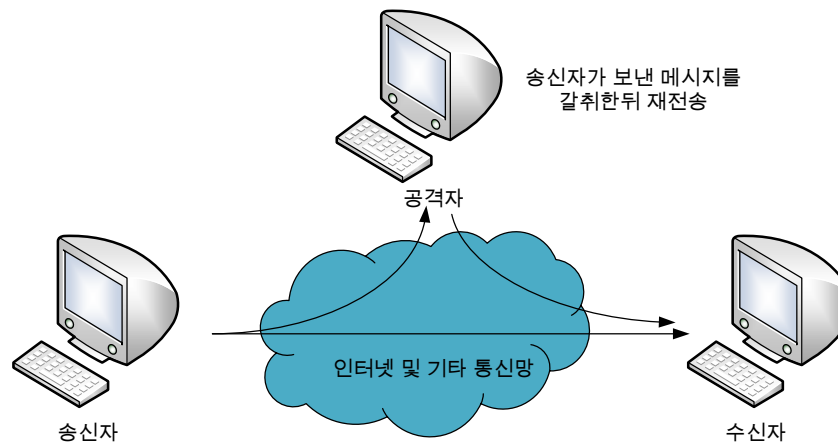 송신자가 보낸 메시지를
갈취한뒤 재전송
공격자
인터넷 및 기타 통신망
송신자
수신자